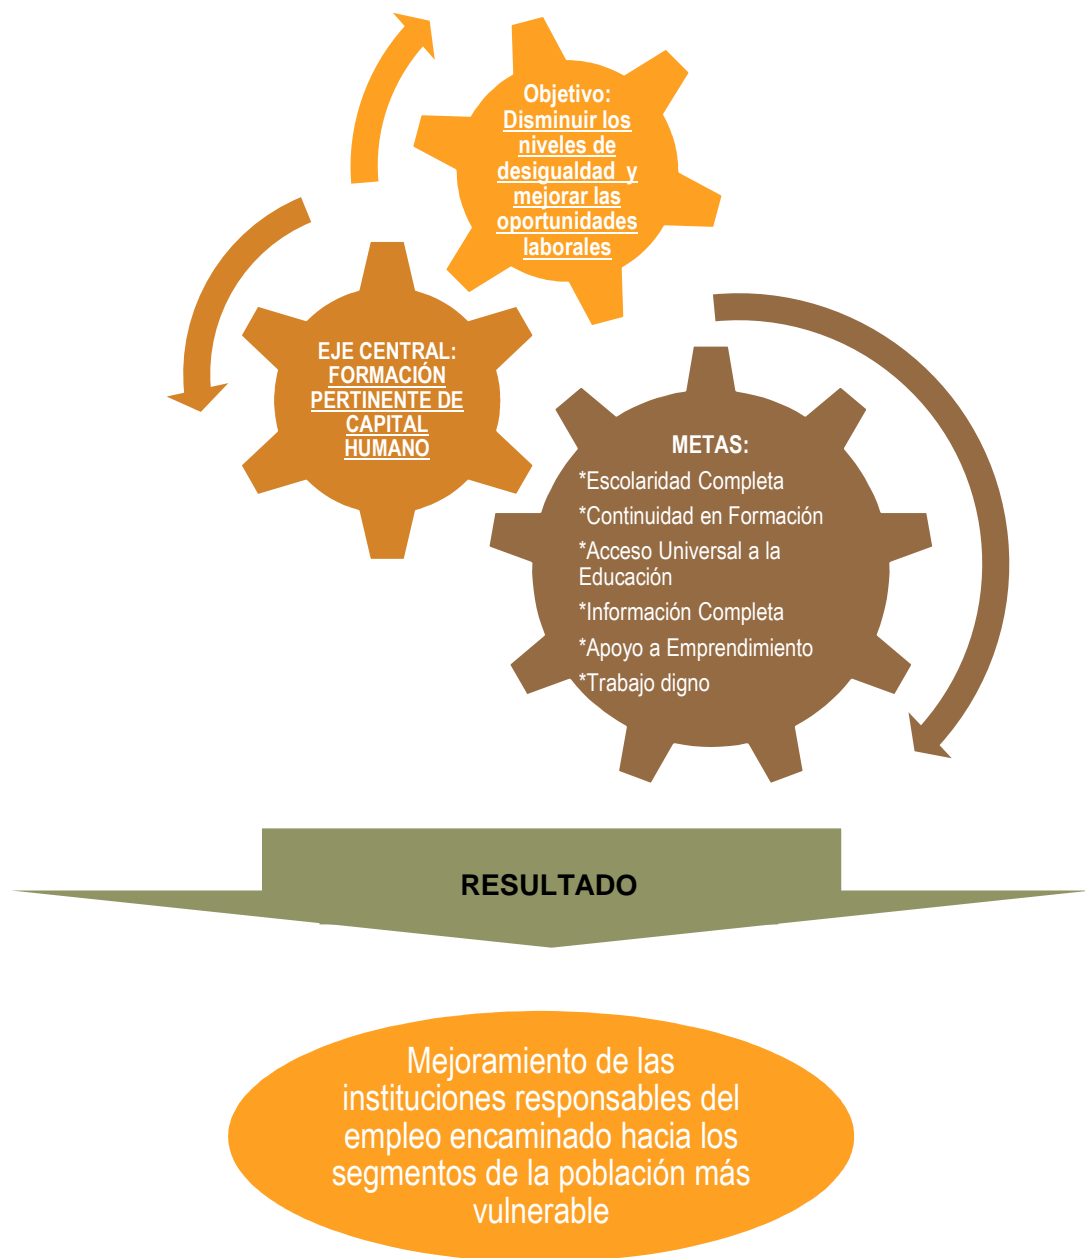 Objetivo:
Disminuir los
niveles de
desigualdad y
mejorar las
oportunidades
laborales
EJE CENTRAL:
FORMACIÓN
PERTINENTE DE
CAPITAL
HUMANO
METAS:
*Escolaridad Completa
*Continuidad en Formación
*Acceso Universal a la
Educación
*Información Completa
*Apoyo a Emprendimiento
*Trabajo digno
RESULTADO
Mejoramiento de las
instituciones responsables del
empleo encaminado hacia los
segmentos de la población más
vulnerable